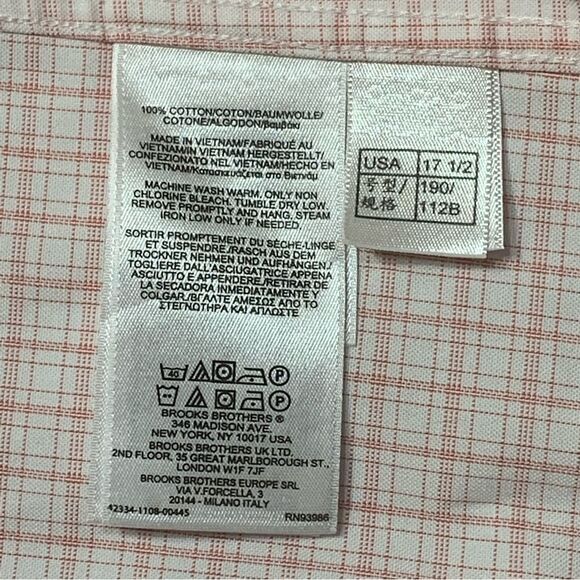 100% COTTON/COTON/BAUMWOLLE/
COTONE/ALGODON/Βαμβάκι
MADE IN VIETNAM/FABRIQUÉ AU
VIETNAM/IN VIETNAM HERGESTELLT/
CONFEZIONATO NEL VIETNAM/HECHO EN
VIETNAM/Κατασκευάζεται στο Βιετνάμ
MACHINE WASH WARM. ONLY NON
CHLORINE BLEACH. TUMBLE DRY LOW.
REMOVE PROMPTLY AND HANG. STEAM
IRON LOW ONLY IF NEEDED.
SORTIR PROMPTEMENT DU SÈCHE-LINGE
ET SUSPENDRE./RASCH AUS DEM
TROCKNER NEHMEN UND AUFHÄNGEN./
TOGLIERE DALL'ASCIUGATRICE APPENA
ASCIUTTO E APPENDERE./RETIRAR DE
LA SECADORA INMEDIATAMENTE Y
COLGAR./ΒΓΑΛΤΕ ΑΜΕΣΩΣ ΑΠΟ ΤΟ
ΣΤΕΓΝΩΤΗΡΙΟ ΚΑΙ ΑΠΛΩΣΤΕ
40 P
P
BROOKS BROTHERS ®
346 MADISON AVE.
NEW YORK, NY 10017 USA
BROOKS BROTHERS UK LTD.
2ND FLOOR, 35 GREAT MARLBOROUGH ST.,
LONDON W1F 7JF
BROOKS BROTHERS EUROPE SRL
VIA V.FORCELLA, 3
20144 - MILANO ITALY
42334-1108-00445 RN93986
USA 17 1/2
号型/ 190/
规格 112B